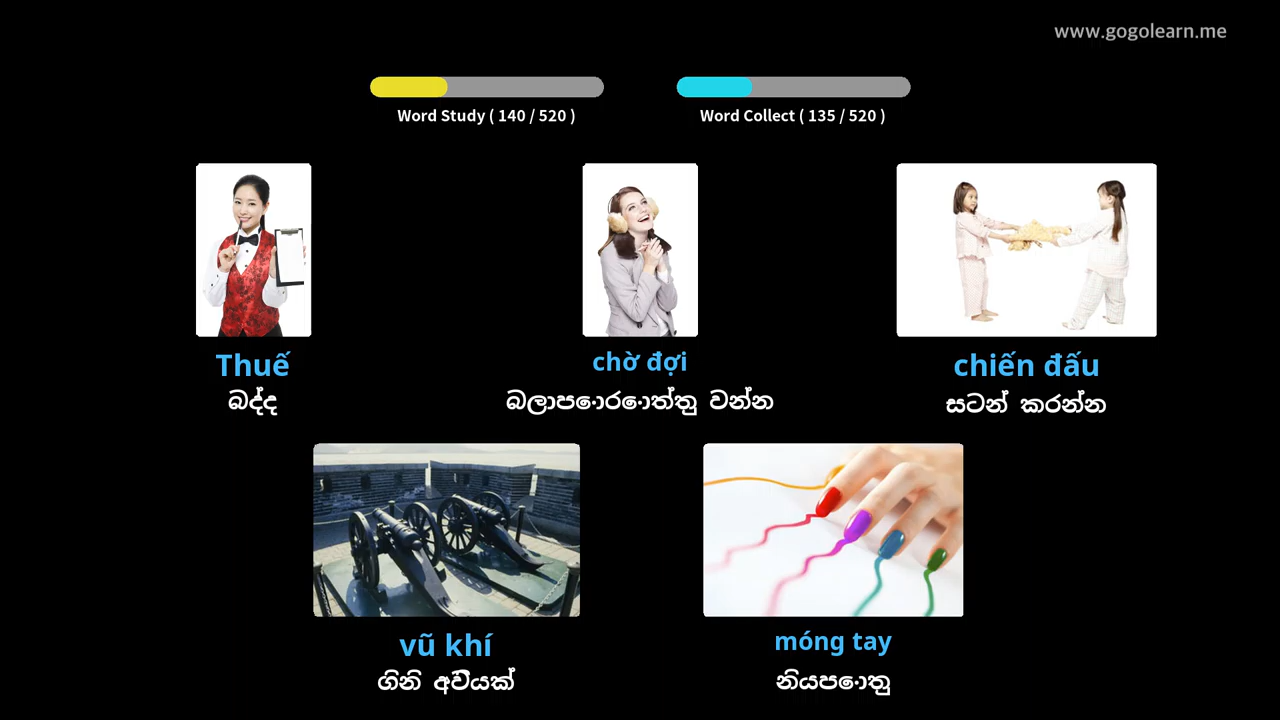 www.gogolearn.me
Word Study ( 140 / 520 )
Word Collect ( 135 / 520 )
Thuế
බද්ද
chờ đợi
බලාපොරොත්තු වන්න
chiến đấu
සටන් කරන්න
vũ khí
ගිනි අවියක්
móng tay
නියපොතු